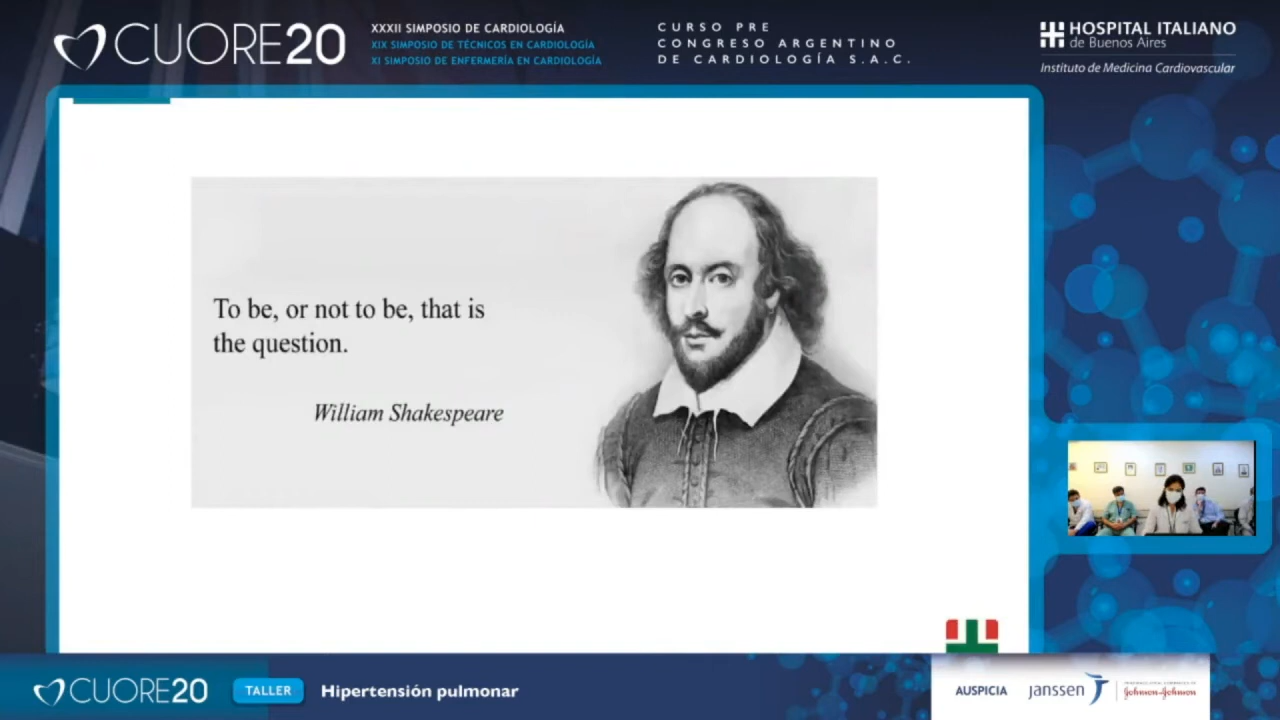 CUORE20
XXXII SIMPOSIO DE CARDIOLOGÍA
XIX SIMPOSIO DE TÉCNICOS EN CARDIOLOGÍA
XI SIMPOSIO DE ENFERMERÍA EN CARDIOLOGÍA
CURSO PRE
CONGRESO ARGENTINO
DE CARDIOLOGÍA S.A.C.
HOSPITAL ITALIANO
de Buenos Aires
Instituto de Medicina Cardiovascular
To be, or not to be, that is
the question.
William Shakespeare
CUORE20
TALLER
Hipertensión pulmonar
AUSPICIA
janssen
Johnson & Johnson